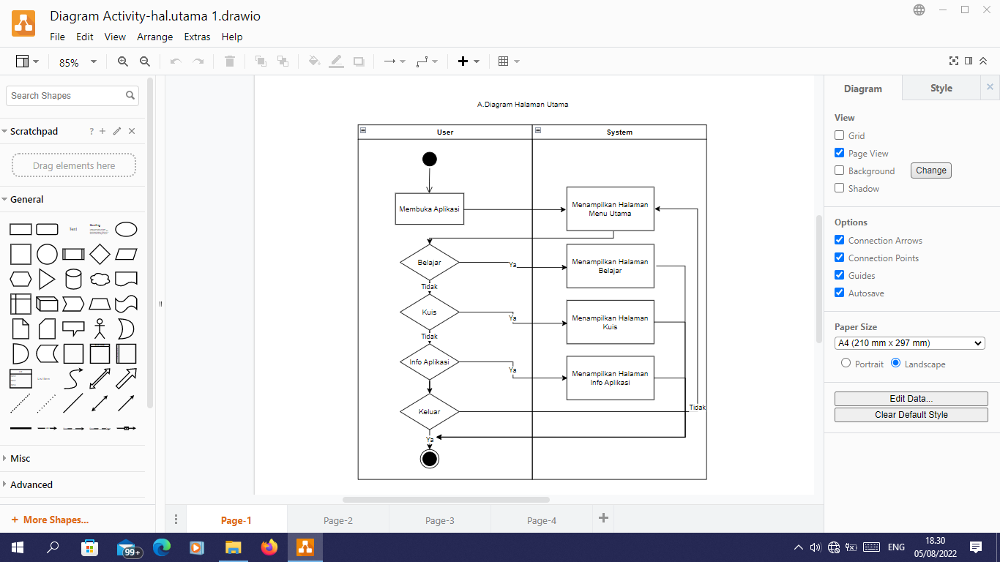 Diagram Activity-hal.utama 1.drawio
File Edit View Arrange Extras Help
85%
Search Shapes
Scratchpad
?
Drag elements here
General
Text
Heading
Misc
Advanced
+ More Shapes...
A.Diagram Halaman Utama
User
System
Membuka Aplikasi
Menampilkan Halaman
Menu Utama
Belajar
Ya
Menampilkan Halaman
Belajar
Tidak
Kuis
Ya
Menampilkan Halaman
Kuis
Tidak
Info Aplikasi
Ya
Menampilkan Halaman
Info Aplikasi
Keluar
Tidak
Ya
Page-1
Page-2
Page-3
Page-4
Diagram
Style
View
Grid
Page View
Background
Change
Shadow
Options
Connection Arrows
Connection Points
Guides
Autosave
Paper Size
A4 (210 mm x 297 mm)
Portrait
Landscape
Edit Data...
Clear Default Style
99+
ENG
18.30
05/08/2022